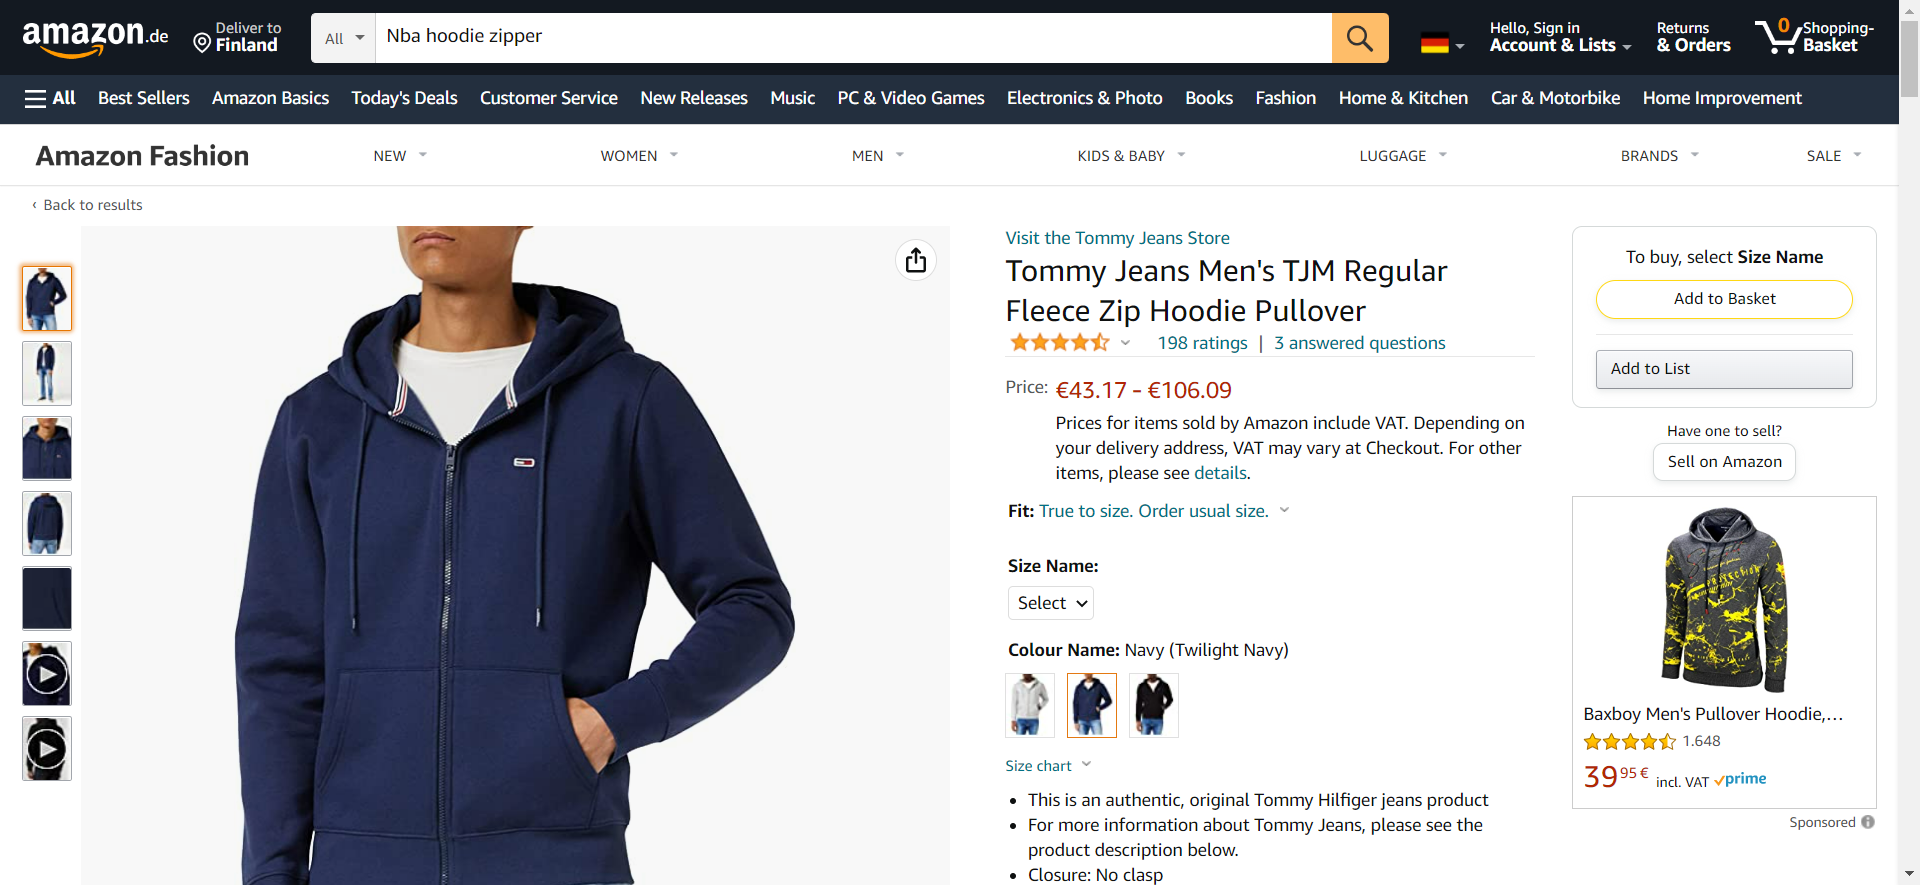 amazon.de
Deliver to
Finland
All
Nba hoodie zipper
Hello, Sign in
Account & Lists
Returns
& Orders
0
Shopping-
Basket
All
Best Sellers
Amazon Basics
Today's Deals
Customer Service
New Releases
Music
PC & Video Games
Electronics & Photo
Books
Fashion
Home & Kitchen
Car & Motorbike
Home Improvement
Amazon Fashion
NEW
WOMEN
MEN
KIDS & BABY
LUGGAGE
BRANDS
SALE
‹ Back to results
Visit the Tommy Jeans Store
Tommy Jeans Men's TJM Regular
Fleece Zip Hoodie Pullover
198 ratings | 3 answered questions
Price: €43.17 - €106.09
Prices for items sold by Amazon include VAT. Depending on
your delivery address, VAT may vary at Checkout. For other
items, please see details.
Fit: True to size. Order usual size.
Size Name:
Select
Colour Name: Navy (Twilight Navy)
Size chart
• This is an authentic, original Tommy Hilfiger jeans product
• For more information about Tommy Jeans, please see the
product description below.
• Closure: No clasp
To buy, select Size Name
Add to Basket
Add to List
Have one to sell?
Sell on Amazon
Baxboy Men's Pullover Hoodie,...
1.648
39 95 € incl. VAT prime
Sponsored